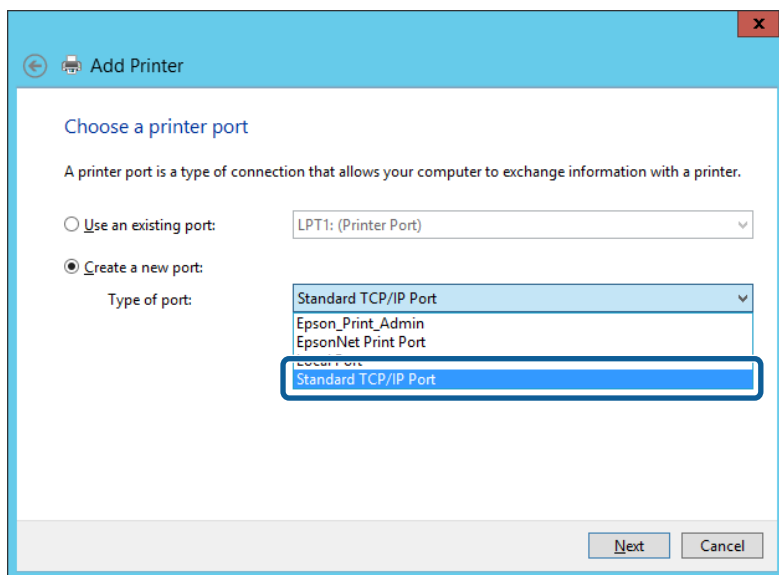 x
Add Printer
Choose a printer port
A printer port is a type of connection that allows your computer to exchange information with a printer.
Use an existing port: LPT1: (Printer Port)
Create a new port:
Type of port: Standard TCP/IP Port
Epson_Print_Admin
EpsonNet Print Port
Local Port
Standard TCP/IP Port
Next Cancel